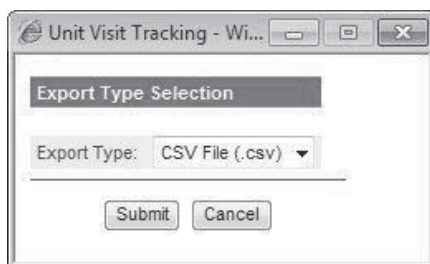 Unit Visit Tracking - Wi...
Export Type Selection
Export Type: CSV File (.csv)
Submit Cancel